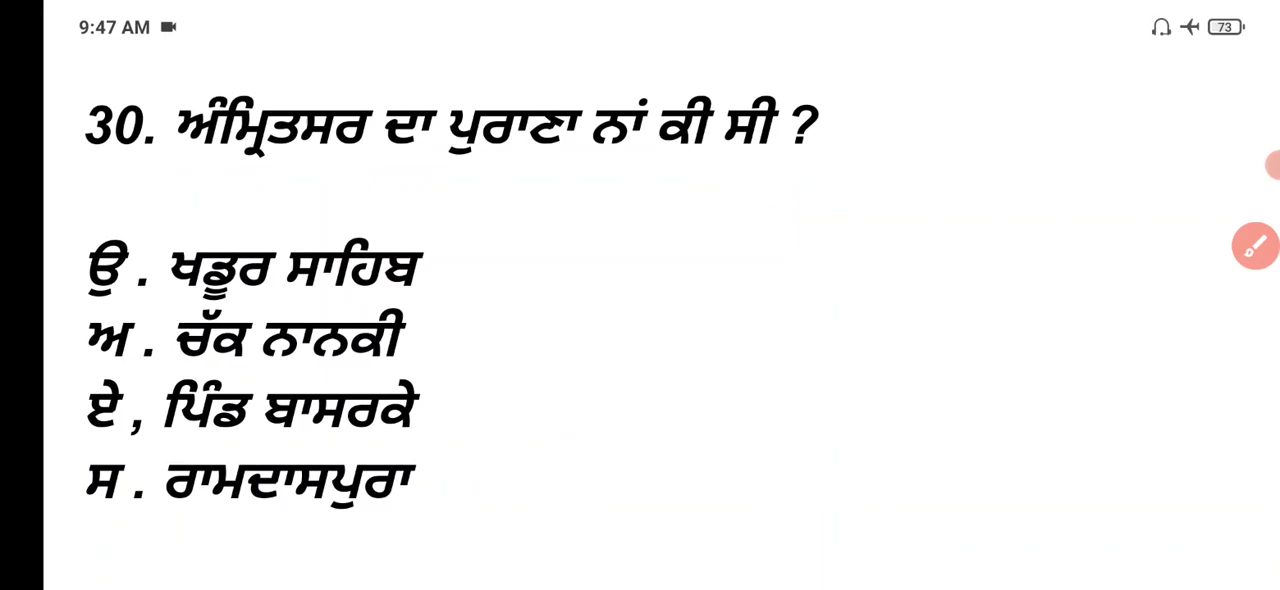 9:47 AM
73
30. ਅੰਮ੍ਰਿਤਸਰ ਦਾ ਪੁਰਾਣਾ ਨਾਂ ਕੀ ਸੀ ?
ਉ . ਖਡੂਰ ਸਾਹਿਬ
ਅ . ਚੱਕ ਨਾਨਕੀ
ਏ , ਪਿੰਡ ਬਾਸਰਕੇ
ਸ . ਰਾਮਦਾਸਪੁਰਾ